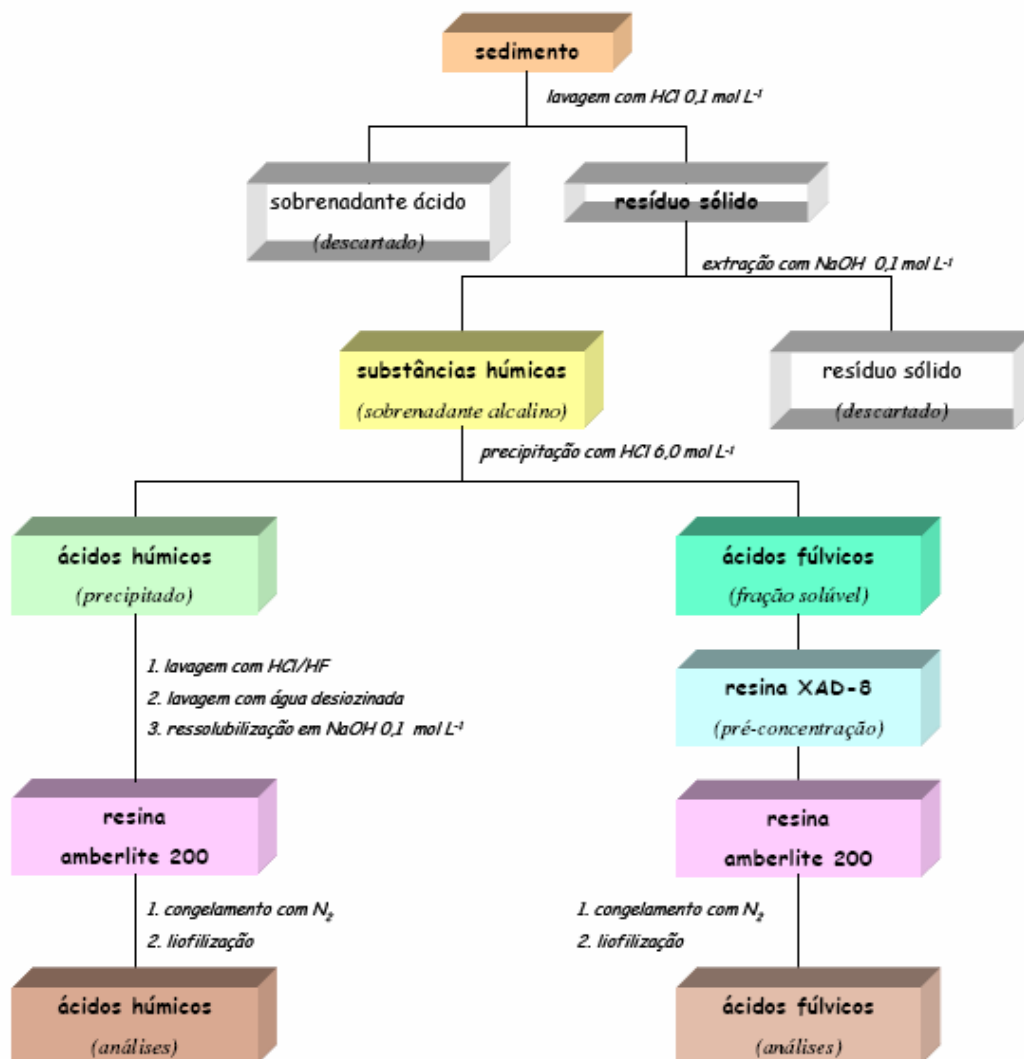 sedimento
lavagem com HCl 0,1 mol L⁻¹
sobrenadante ácido
(descartado)
resíduo sólido
extração com NaOH 0,1 mol L⁻¹
substâncias húmicas
(sobrenadante alcalino)
resíduo sólido
(descartado)
precipitação com HCl 6,0 mol L⁻¹
ácidos húmicos
(precipitado)
ácidos fúlvicos
(fração solúvel)
1. lavagem com HCl/HF
2. lavagem com água desiozinada
3. ressolubilização em NaOH 0,1 mol L⁻¹
resina XAD-8
(pré-concentração)
resina
amberlite 200
resina
amberlite 200
1. congelamento com N₂
2. liofilização
1. congelamento com N₂
2. liofilização
ácidos húmicos
(análises)
ácidos fúlvicos
(análises)